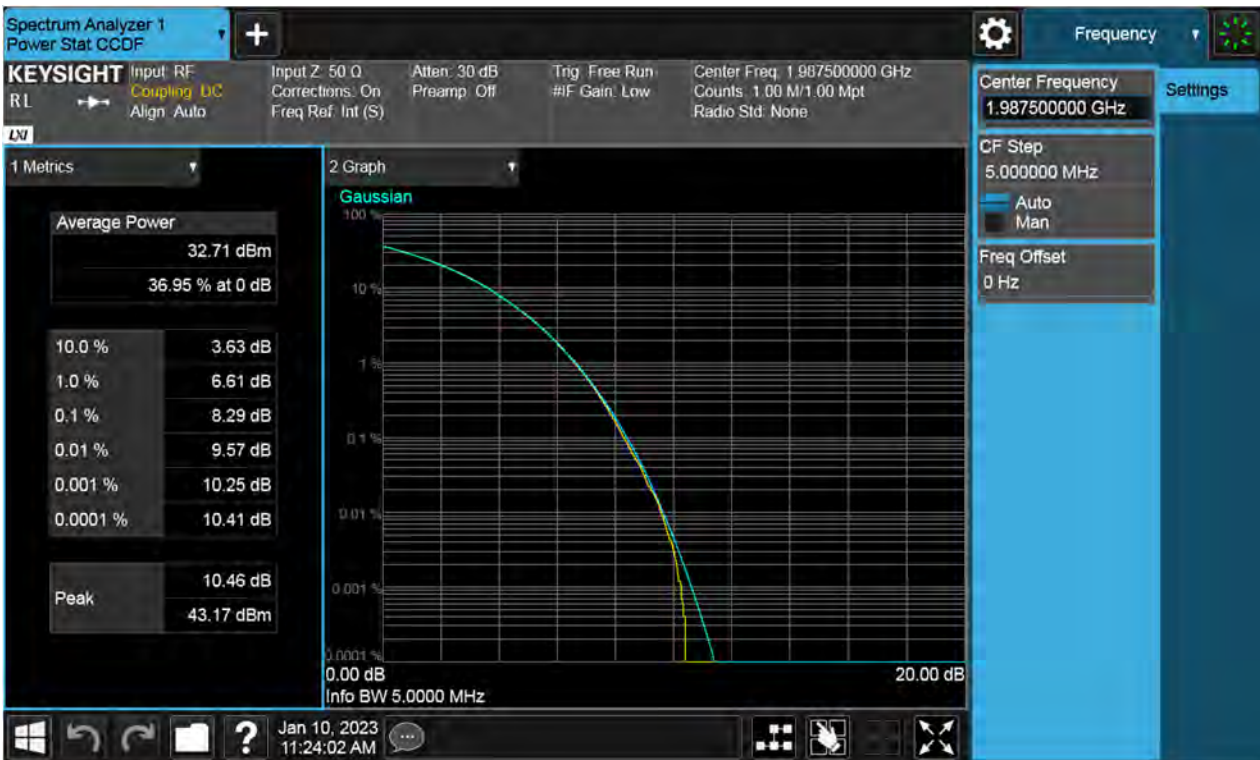 Spectrum Analyzer 1
Power Stat CCDF
+
Frequency
KEYSIGHT
RL
LXI
Input: RF
Coupling: DC
Align: Auto
Input Z: 50 Ω
Corrections: On
Freq Ref: Int (S)
Atten: 30 dB
Preamp: Off
Trig: Free Run
#IF Gain: Low
Center Freq: 1.987500000 GHz
Counts: 1.00 M/1.00 Mpt
Radio Std: None
Center Frequency
1.987500000 GHz
Settings
CF Step
5.000000 MHz
Auto
Man
Freq Offset
0 Hz
1 Metrics
Average Power
32.71 dBm
36.95 % at 0 dB
10.0 % 3.63 dB
1.0 % 6.61 dB
0.1 % 8.29 dB
0.01 % 9.57 dB
0.001 % 10.25 dB
0.0001 % 10.41 dB
Peak
10.46 dB
43.17 dBm
2 Graph
Gaussian
100 %
10 %
1 %
0.1 %
0.01 %
0.001 %
0.0001 %
0.00 dB 20.00 dB
Info BW 5.0000 MHz
?
Jan 10, 2023
11:24:02 AM